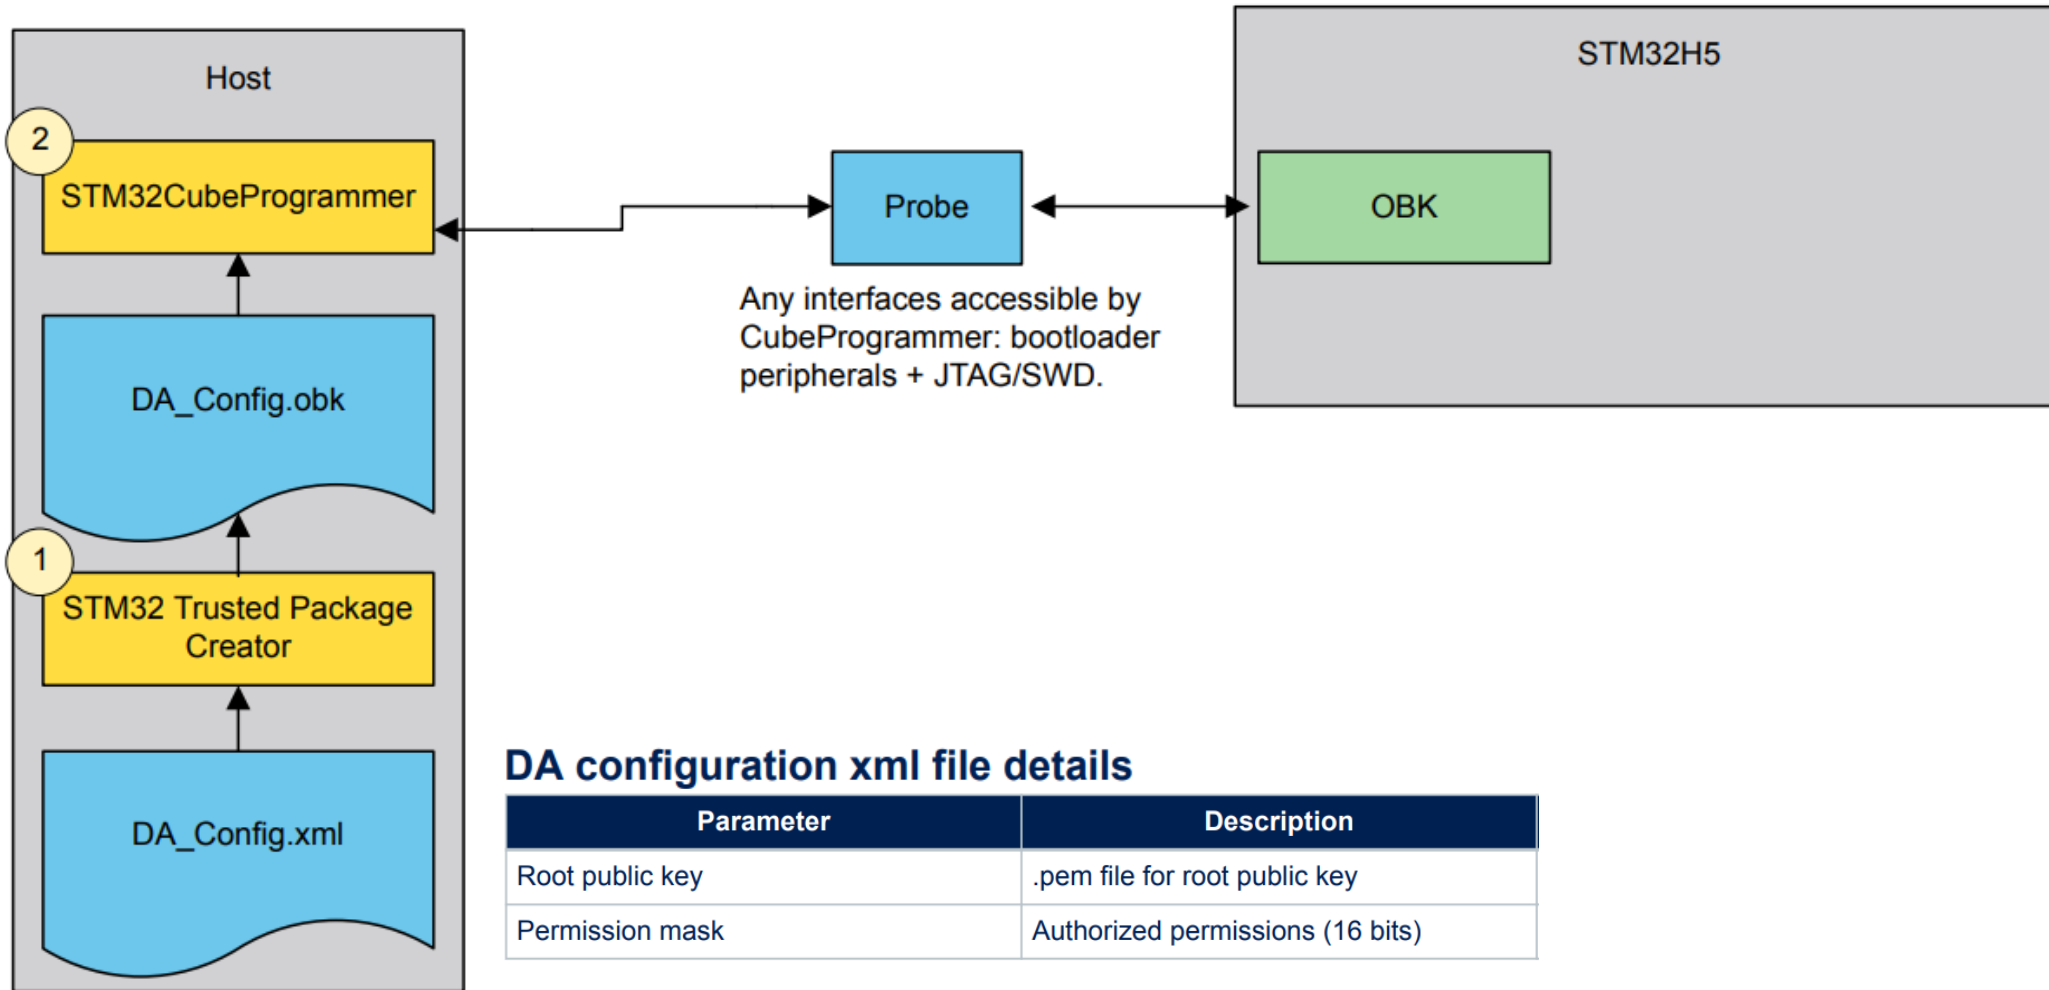 Host
2
STM32CubeProgrammer
DA_Config.obk
1
STM32 Trusted Package
Creator
DA_Config.xml
Probe
Any interfaces accessible by
CubeProgrammer: bootloader
peripherals + JTAG/SWD.
STM32H5
OBK
DA configuration xml file details
Parameter Description
Root public key .pem file for root public key
Permission mask Authorized permissions (16 bits)